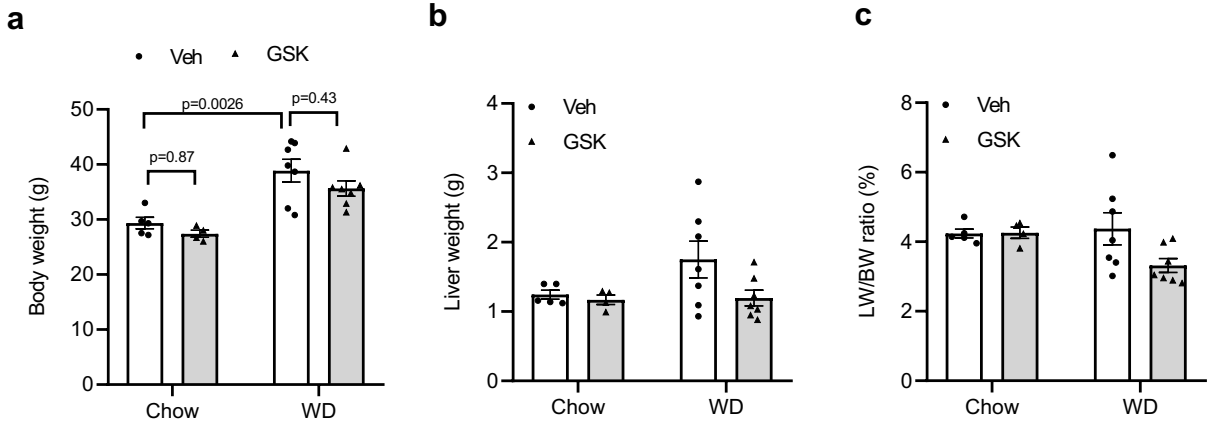 a
Veh
GSK
p=0.0026
p=0.43
p=0.87
Body weight (g)
50
40
30
20
10
0
Chow
WD
b
Veh
GSK
Liver weight (g)
4
3
2
1
0
Chow
WD
c
Veh
GSK
LW/BW ratio (%)
8
6
4
2
0
Chow
WD